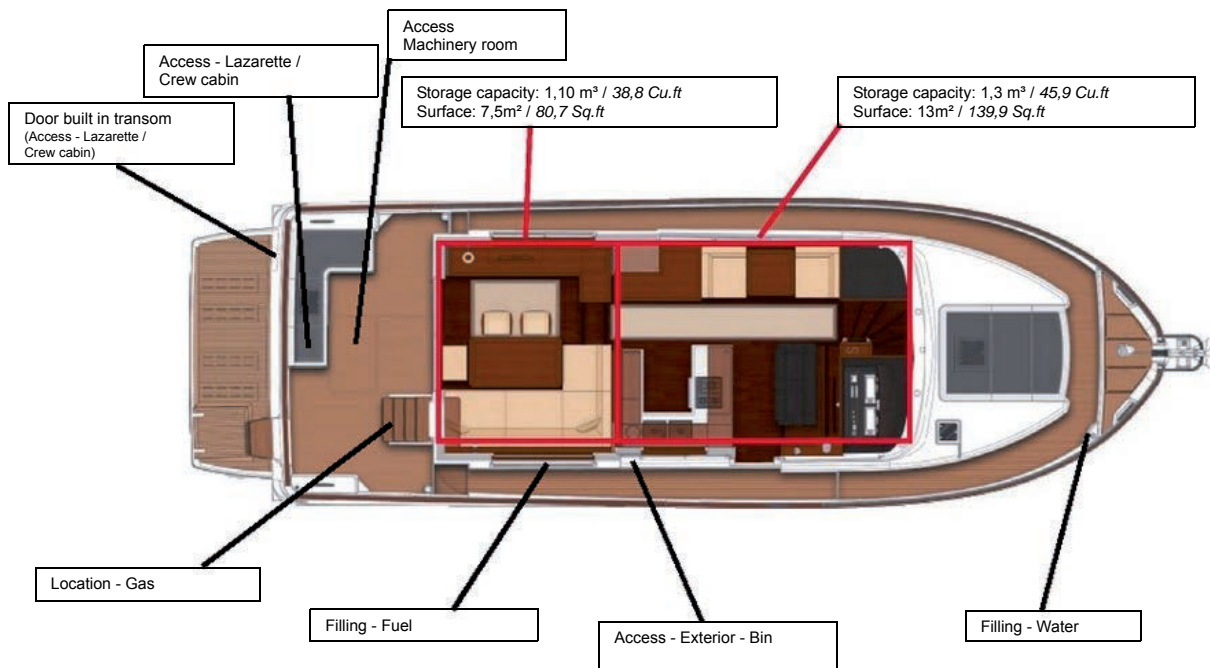 Access
Machinery room
Access - Lazarette /
Crew cabin
Storage capacity: 1,10 m³ / 38,8 Cu.ft
Surface: 7,5m² / 80,7 Sq.ft
Storage capacity: 1,3 m³ / 45,9 Cu.ft
Surface: 13m² / 139,9 Sq.ft
Door built in transom
(Access - Lazarette /
Crew cabin)
Location - Gas
Filling - Fuel
Access - Exterior - Bin
Filling - Water